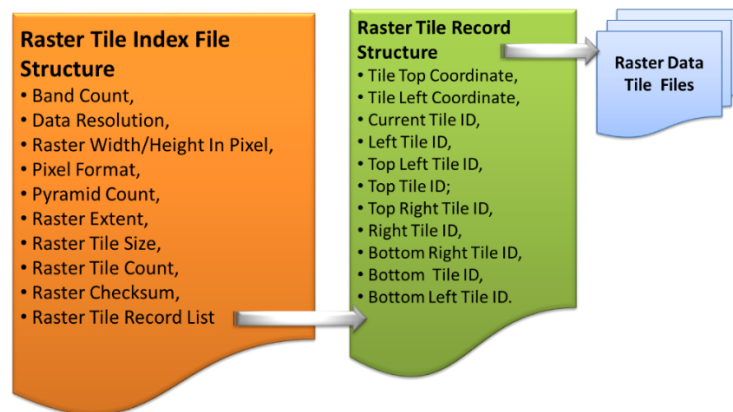 Raster Tile Index File
Structure
• Band Count,
• Data Resolution,
• Raster Width/Height In Pixel,
• Pixel Format,
• Pyramid Count,
• Raster Extent,
• Raster Tile Size,
• Raster Tile Count,
• Raster Checksum,
• Raster Tile Record List
Raster Tile Record
Structure
• Tile Top Coordinate,
• Tile Left Coordinate,
• Current Tile ID,
• Left Tile ID,
• Top Left Tile ID,
• Top Tile ID;
• Top Right Tile ID,
• Right Tile ID,
• Bottom Right Tile ID,
• Bottom Tile ID,
• Bottom Left Tile ID.
Raster Data
Tile Files